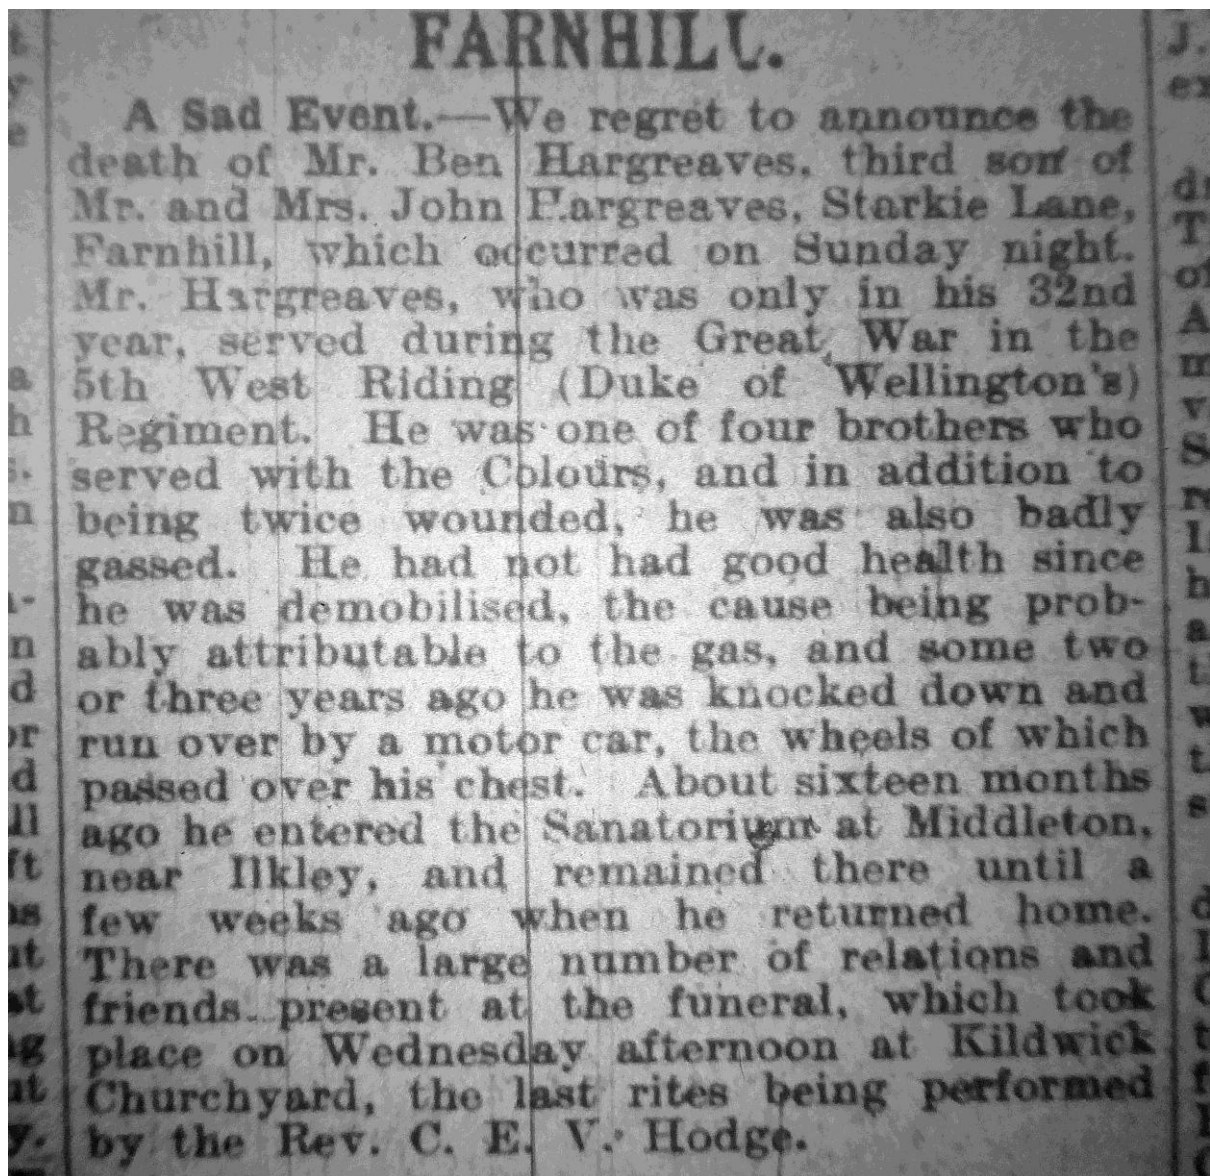 FARNHILL.
A Sad Event.—We regret to announce the
death of Mr. Ben Hargreaves, third son of
Mr. and Mrs. John Hargreaves, Starkie Lane,
Farnhill, which occurred on Sunday night.
Mr. Hargreaves, who was only in his 32nd
year, served during the Great War in the
5th West Riding (Duke of Wellington's)
Regiment. He was one of four brothers who
served with the Colours, and in addition to
being twice wounded, he was also badly
gassed. He had not had good health since
he was demobilised, the cause being prob-
ably attributable to the gas, and some two
or three years ago he was knocked down and
run over by a motor car, the wheels of which
passed over his chest. About sixteen months
ago he entered the Sanatorium at Middleton,
near Ilkley, and remained there until a
few weeks ago when he returned home.
There was a large number of relations and
friends present at the funeral, which took
place on Wednesday afternoon at Kildwick
Churchyard, the last rites being performed
by the Rev. C. E. V. Hodge.